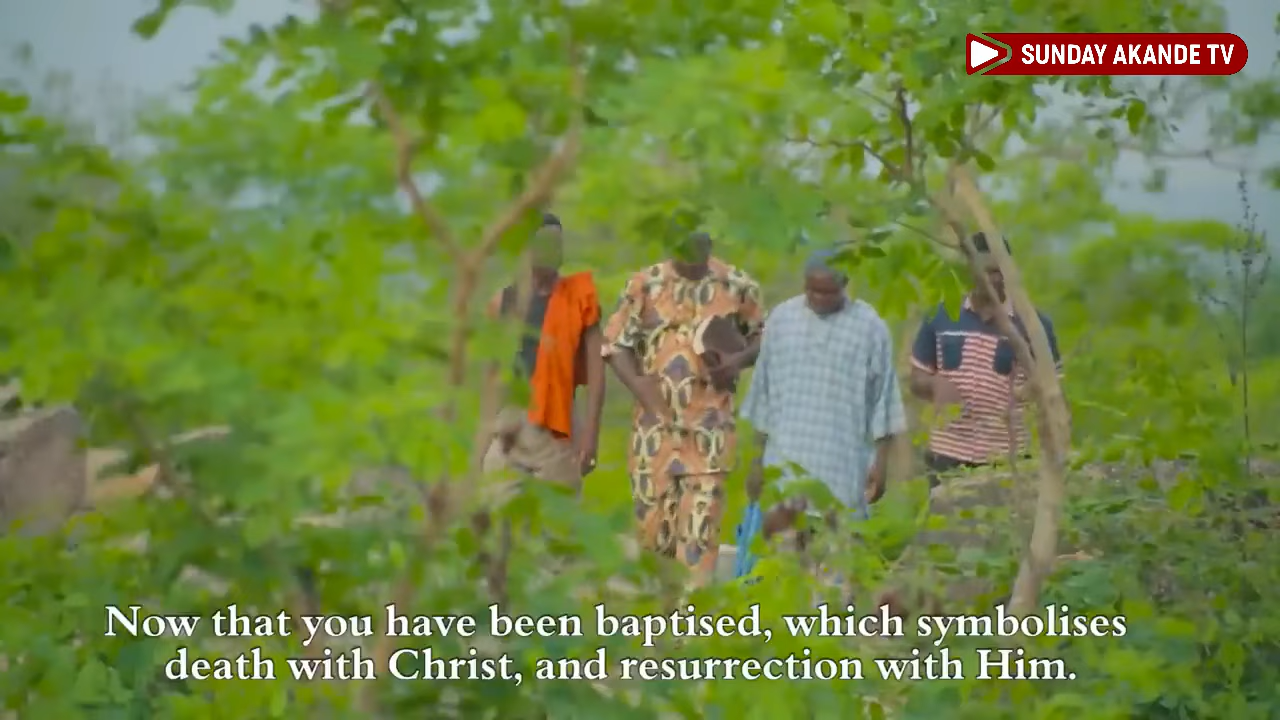 SUNDAY AKANDE TV
Now that you have been baptised, which symbolises
death with Christ, and resurrection with Him.